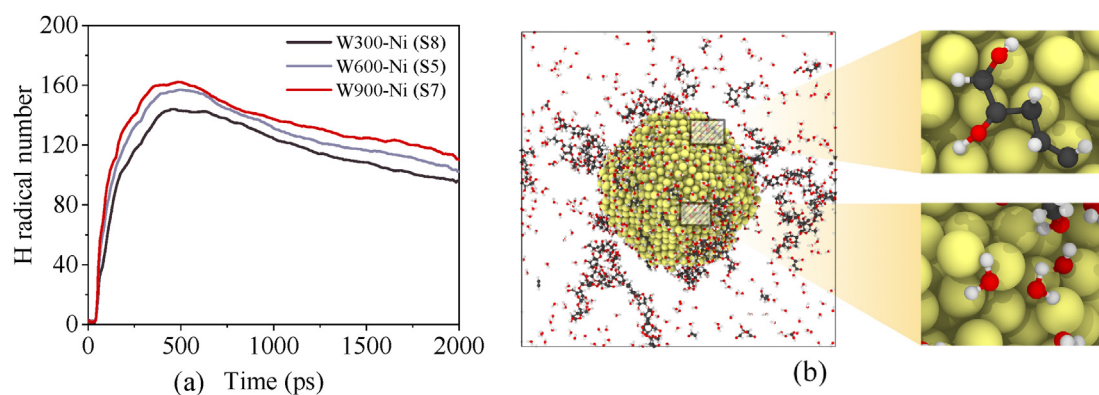 200
160
120
80
40
0
H radical number
W300-Ni (S8)
W600-Ni (S5)
W900-Ni (S7)
0 500 1000 1500 2000
(a) Time (ps)
(b)